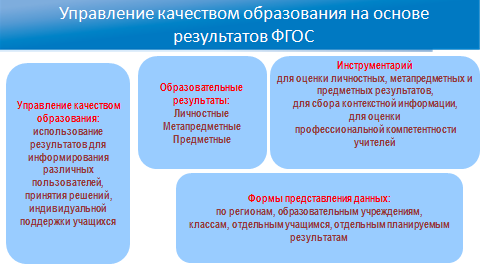 Управление качеством образования на основе
результатов ФГОС
Управление качеством
образования:
использование
результатов для
информирования
различных
пользователей,
принятия решений,
индивидуальной
поддержки учащихся
Образовательные
результаты:
Личностные
Метапредметные
Предметные
Инструментарий
для оценки личностных, метапредметных и
предметных результатов,
для сбора контекстной информации,
для оценки
профессиональной компетентности
учителей
Формы представления данных:
по регионам, образовательным учреждениям,
классам, отдельным учащимся, отдельным планируемым
результатам